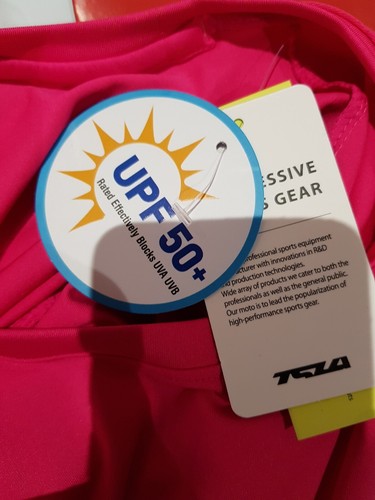 UPF 50+
Rated Effectively Blocks UVA UVB
ESSIVE
S GEAR
professional sports equipment
cturer with innovations in R&D
d production technologies.
Wide array of products we cater to both the
professionals as well as the general public.
Our moto is to lead the popularization of
high-performance sports gear.
TSLA